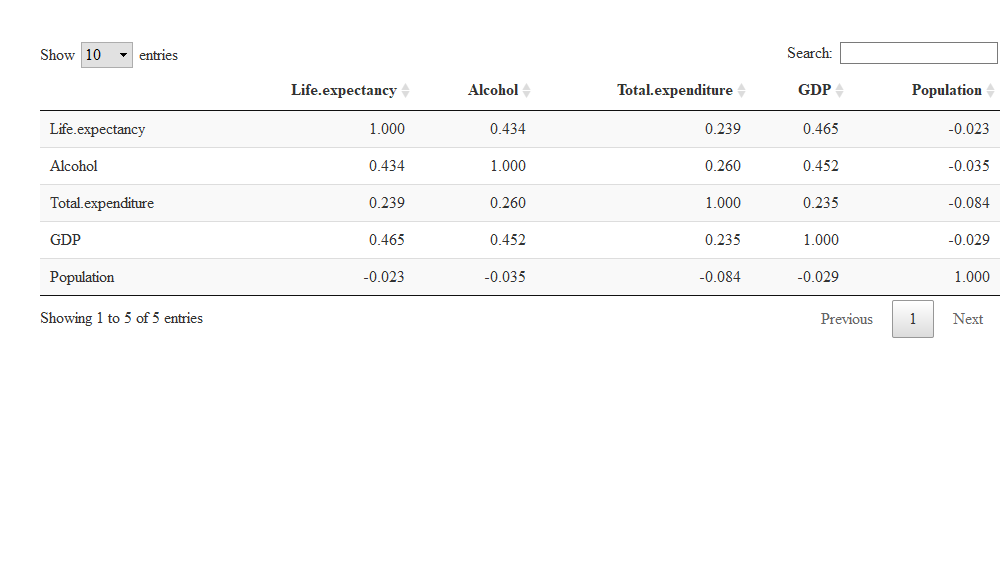 Show 10 entries Search:
Life.expectancy Alcohol Total.expenditure GDP Population
Life.expectancy 1.000 0.434 0.239 0.465 -0.023
Alcohol 0.434 1.000 0.260 0.452 -0.035
Total.expenditure 0.239 0.260 1.000 0.235 -0.084
GDP 0.465 0.452 0.235 1.000 -0.029
Population -0.023 -0.035 -0.084 -0.029 1.000
Showing 1 to 5 of 5 entries Previous 1 Next